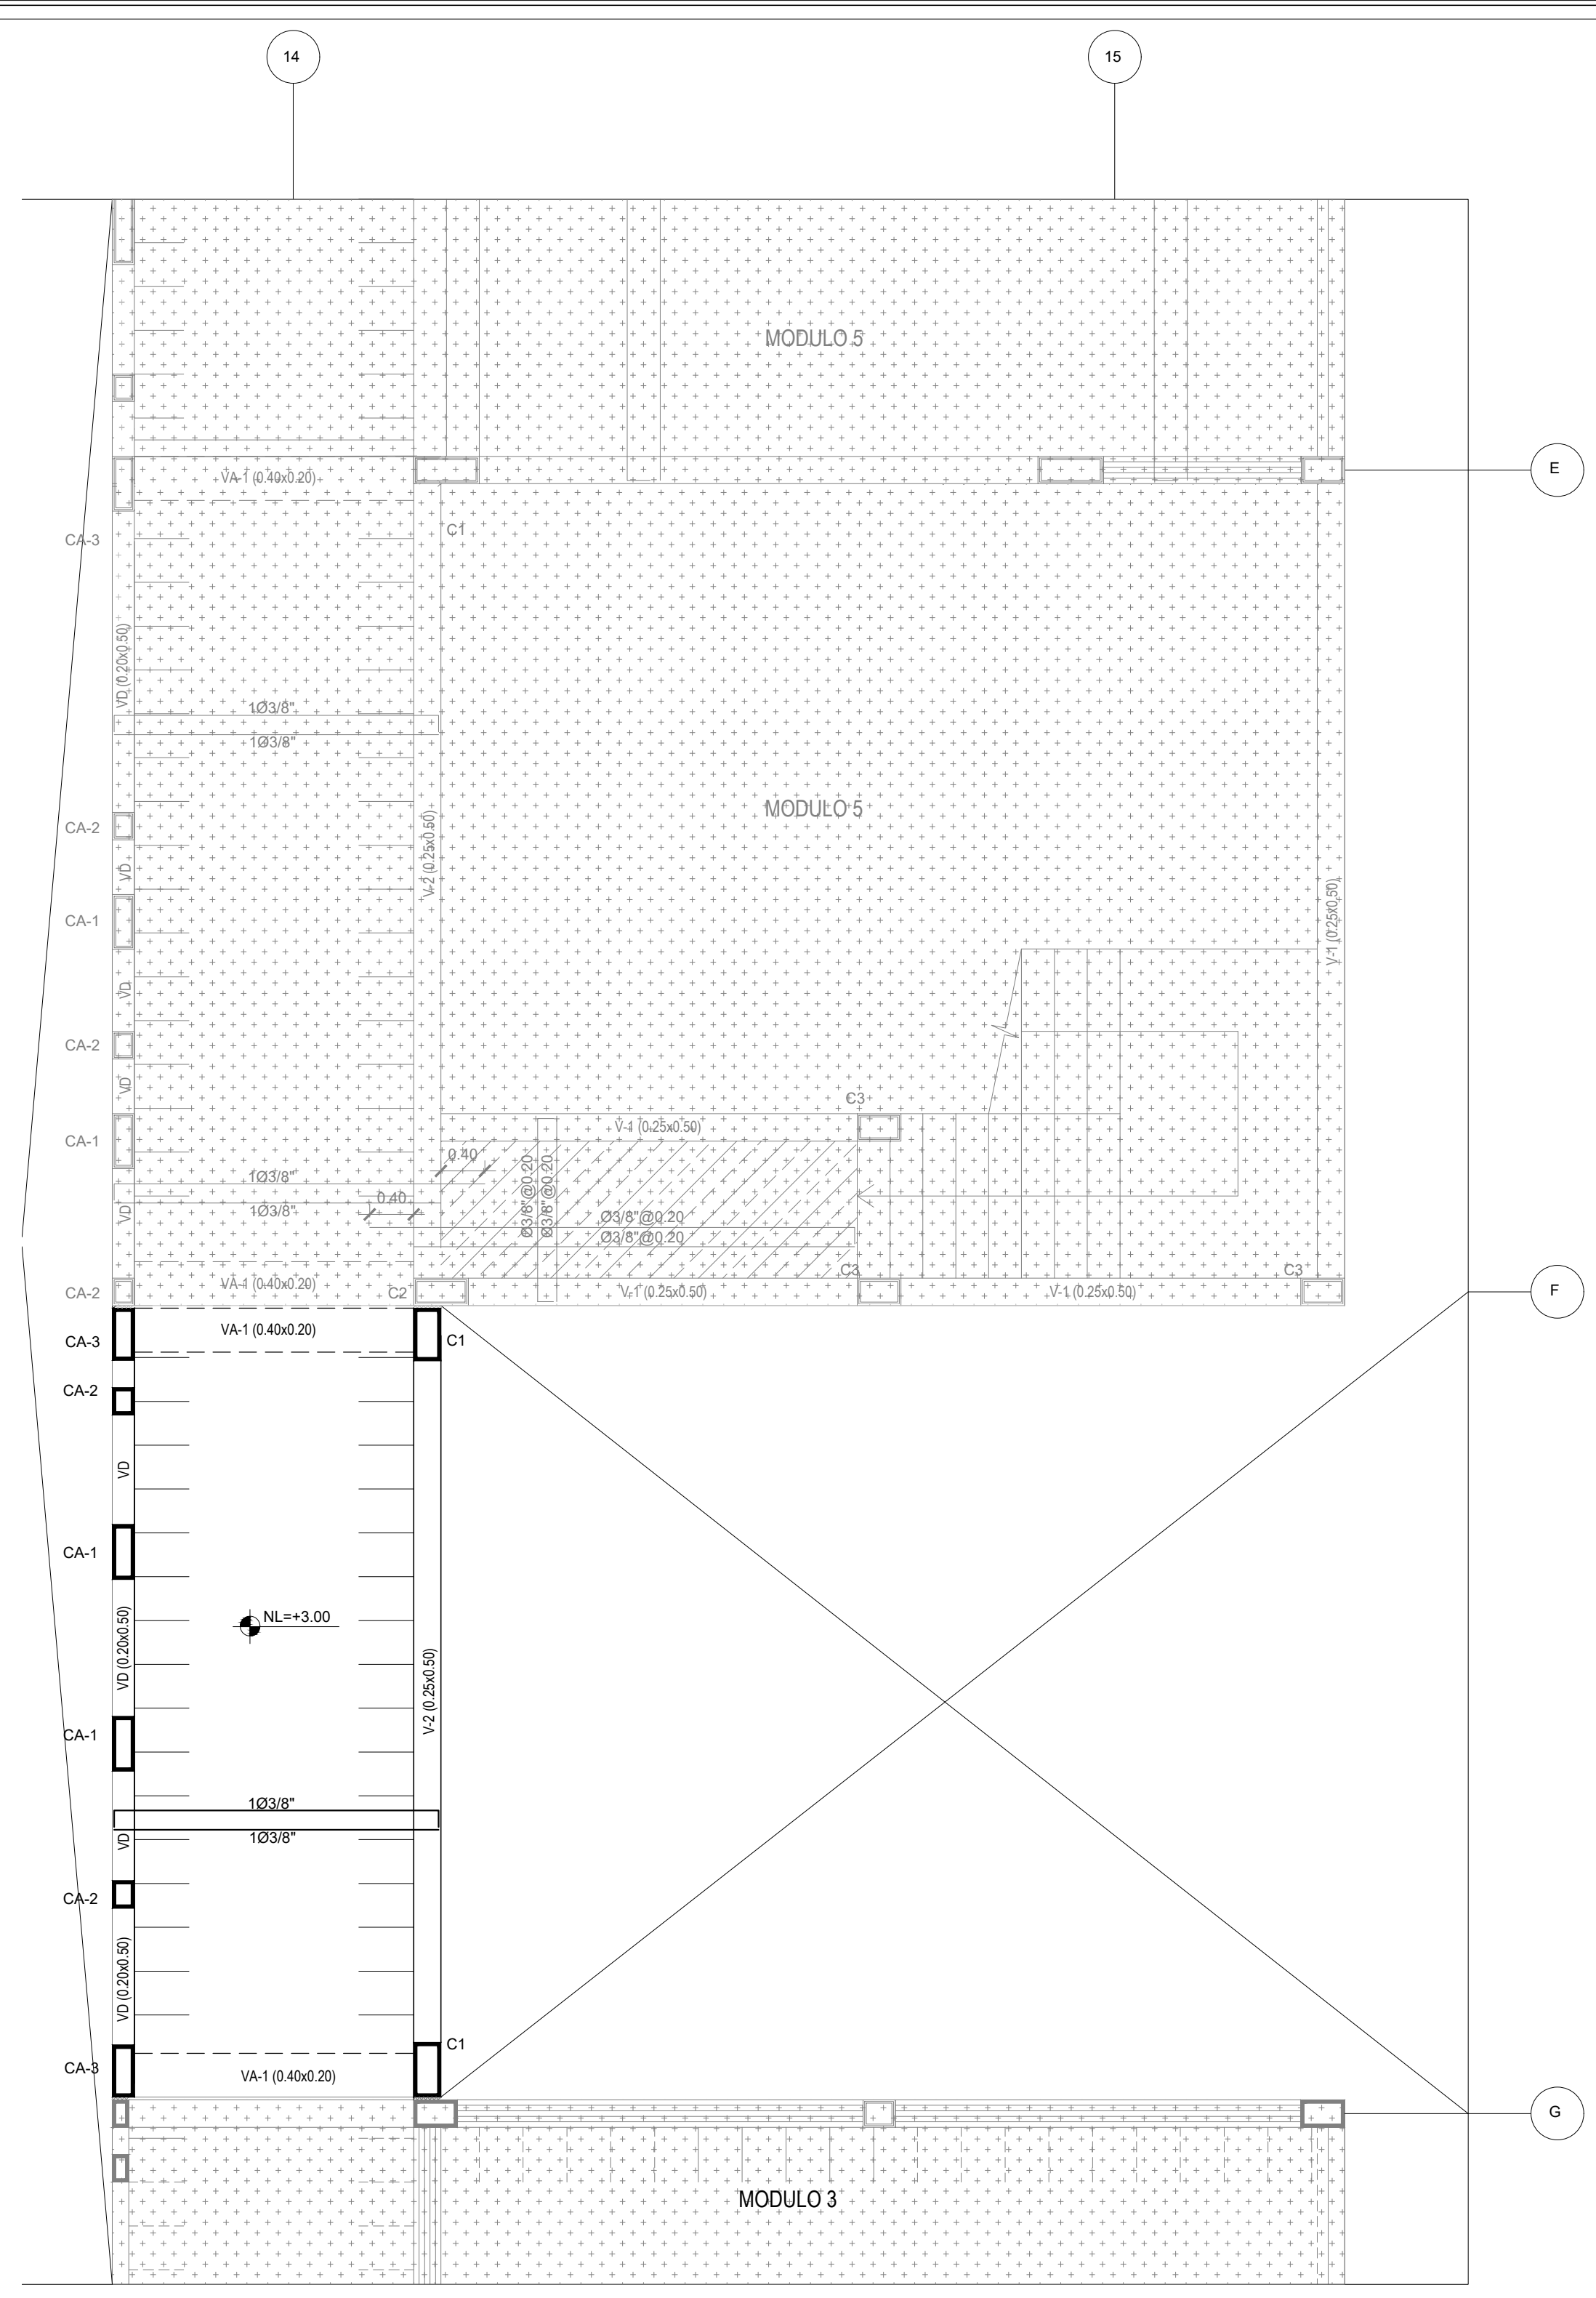 14
15
MODULO 5
E
VA-1 (0.40x0.20)
C1
CA-3
VD (0.20x0.50)
1Ø3/8"
1Ø3/8"
MODULO 5
CA-2
V-2 (0.25x0.50)
VD
CA-1
V-1 (0.25x0.50)
VD
CA-2
VD
C3
V-1 (0.25x0.50)
CA-1
0.40
1Ø3/8"
Ø3/8"@0.20
Ø3/8"@0.20
0.40
VD
1Ø3/8"
Ø3/8"@0.20
Ø3/8"@0.20
C3
C3
CA-2
VA-1 (0.40x0.20)
C2
V-1 (0.25x0.50)
V-1 (0.25x0.50)
F
CA-3
VA-1 (0.40x0.20)
C1
CA-2
VD
CA-1
NL=+3.00
VD (0.20x0.50)
V-2 (0.25x0.50)
CA-1
1Ø3/8"
1Ø3/8"
VD
CA-2
VD (0.20x0.50)
C1
CA-3
VA-1 (0.40x0.20)
G
MODULO 3